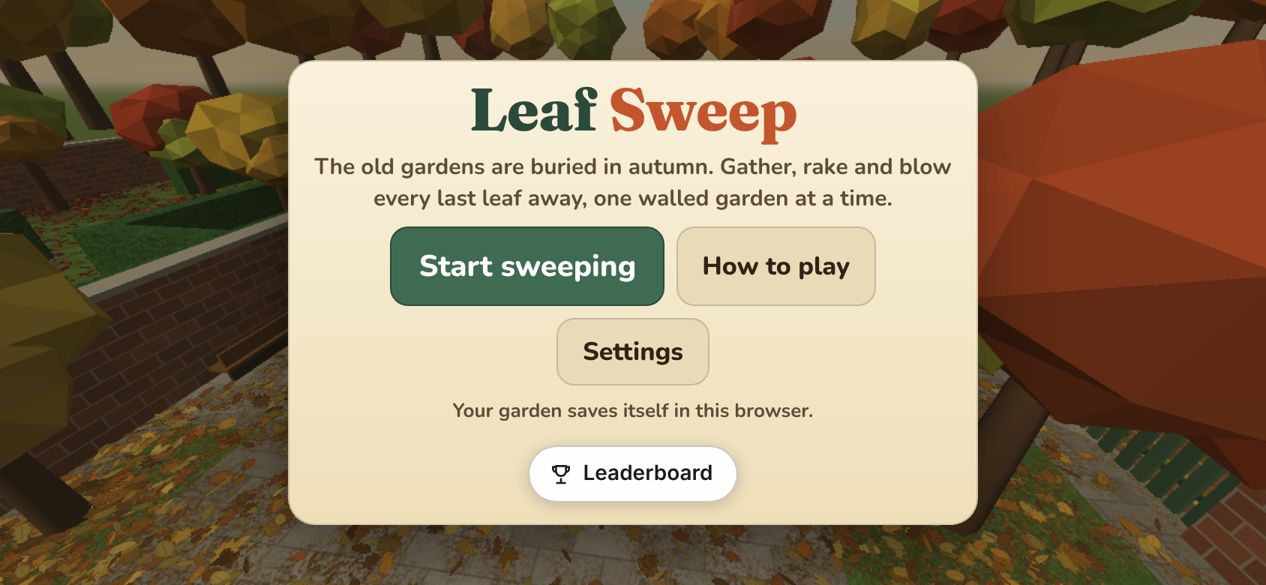 Leaf Sweep
The old gardens are buried in autumn. Gather, rake and blow
every last leaf away, one walled garden at a time.
Start sweeping
How to play
Settings
Your garden saves itself in this browser.
Leaderboard